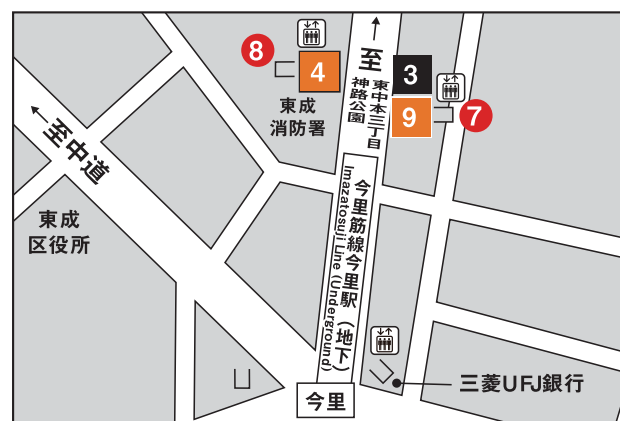 8
4
東成
消防署
至
東中本三丁目
神路公園
3
9
7
至中道
東成
区役所
今里筋線今里駅（地下）
Imazatosuji Line (Underground)
三菱UFJ銀行
今里